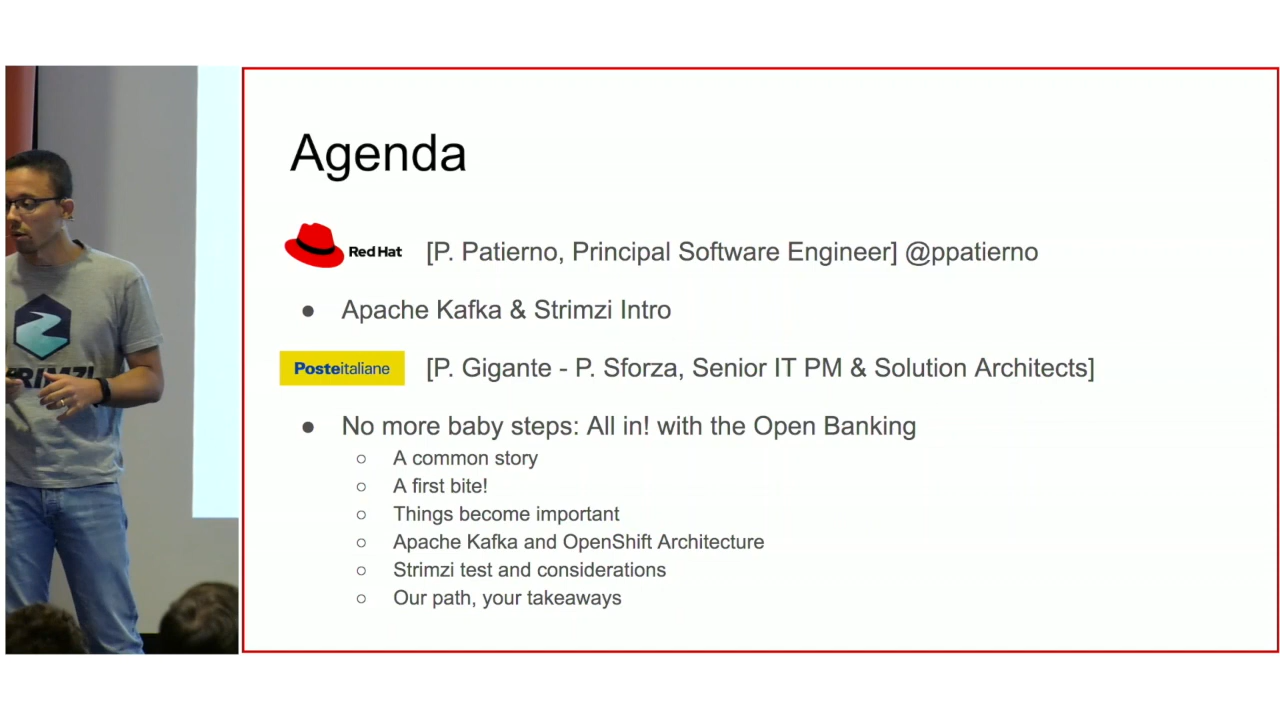 Agenda
Red Hat [P. Patierno, Principal Software Engineer] @ppatierno
● Apache Kafka & Strimzi Intro
Posteitaliane [P. Gigante - P. Sforza, Senior IT PM & Solution Architects]
● No more baby steps: All in! with the Open Banking
○ A common story
○ A first bite!
○ Things become important
○ Apache Kafka and OpenShift Architecture
○ Strimzi test and considerations
○ Our path, your takeaways
RIMZI